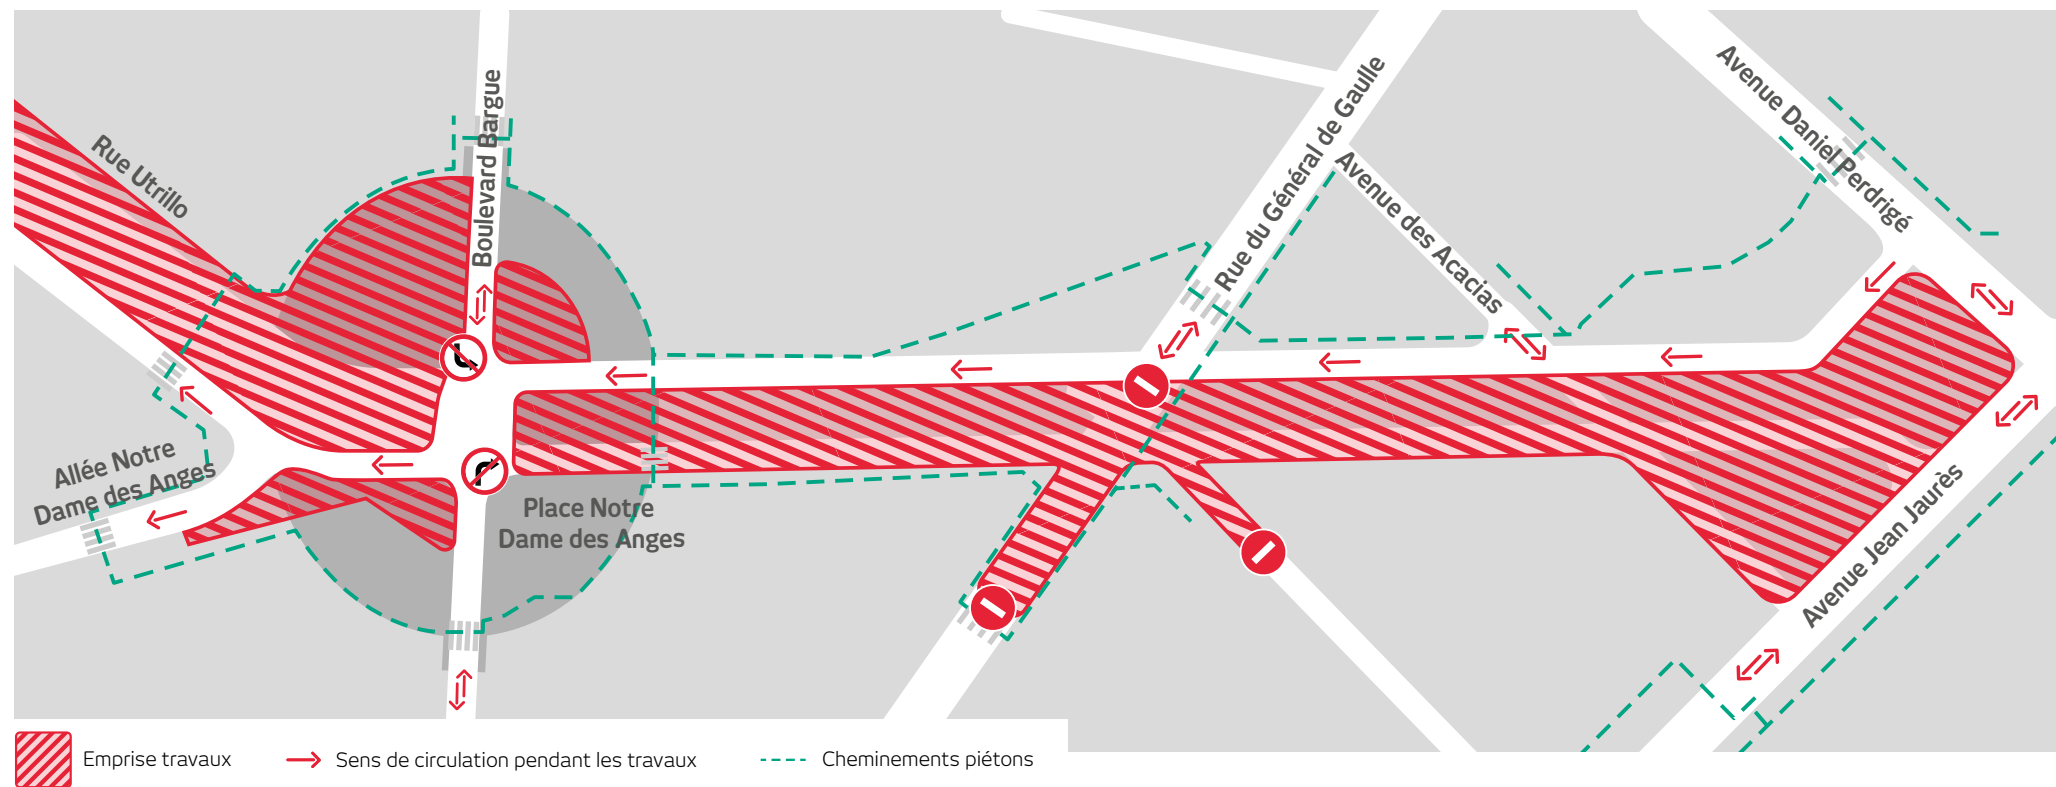 Rue Utrillo
Boulevard Bargue
Rue du Général de Gaulle
Avenue des Acacias
Avenue Daniel Perdrigé
Allée Notre
Dame des Anges
Place Notre
Dame des Anges
Avenue Jean Jaurès
Emprise travaux
Sens de circulation pendant les travaux
Cheminements piétons